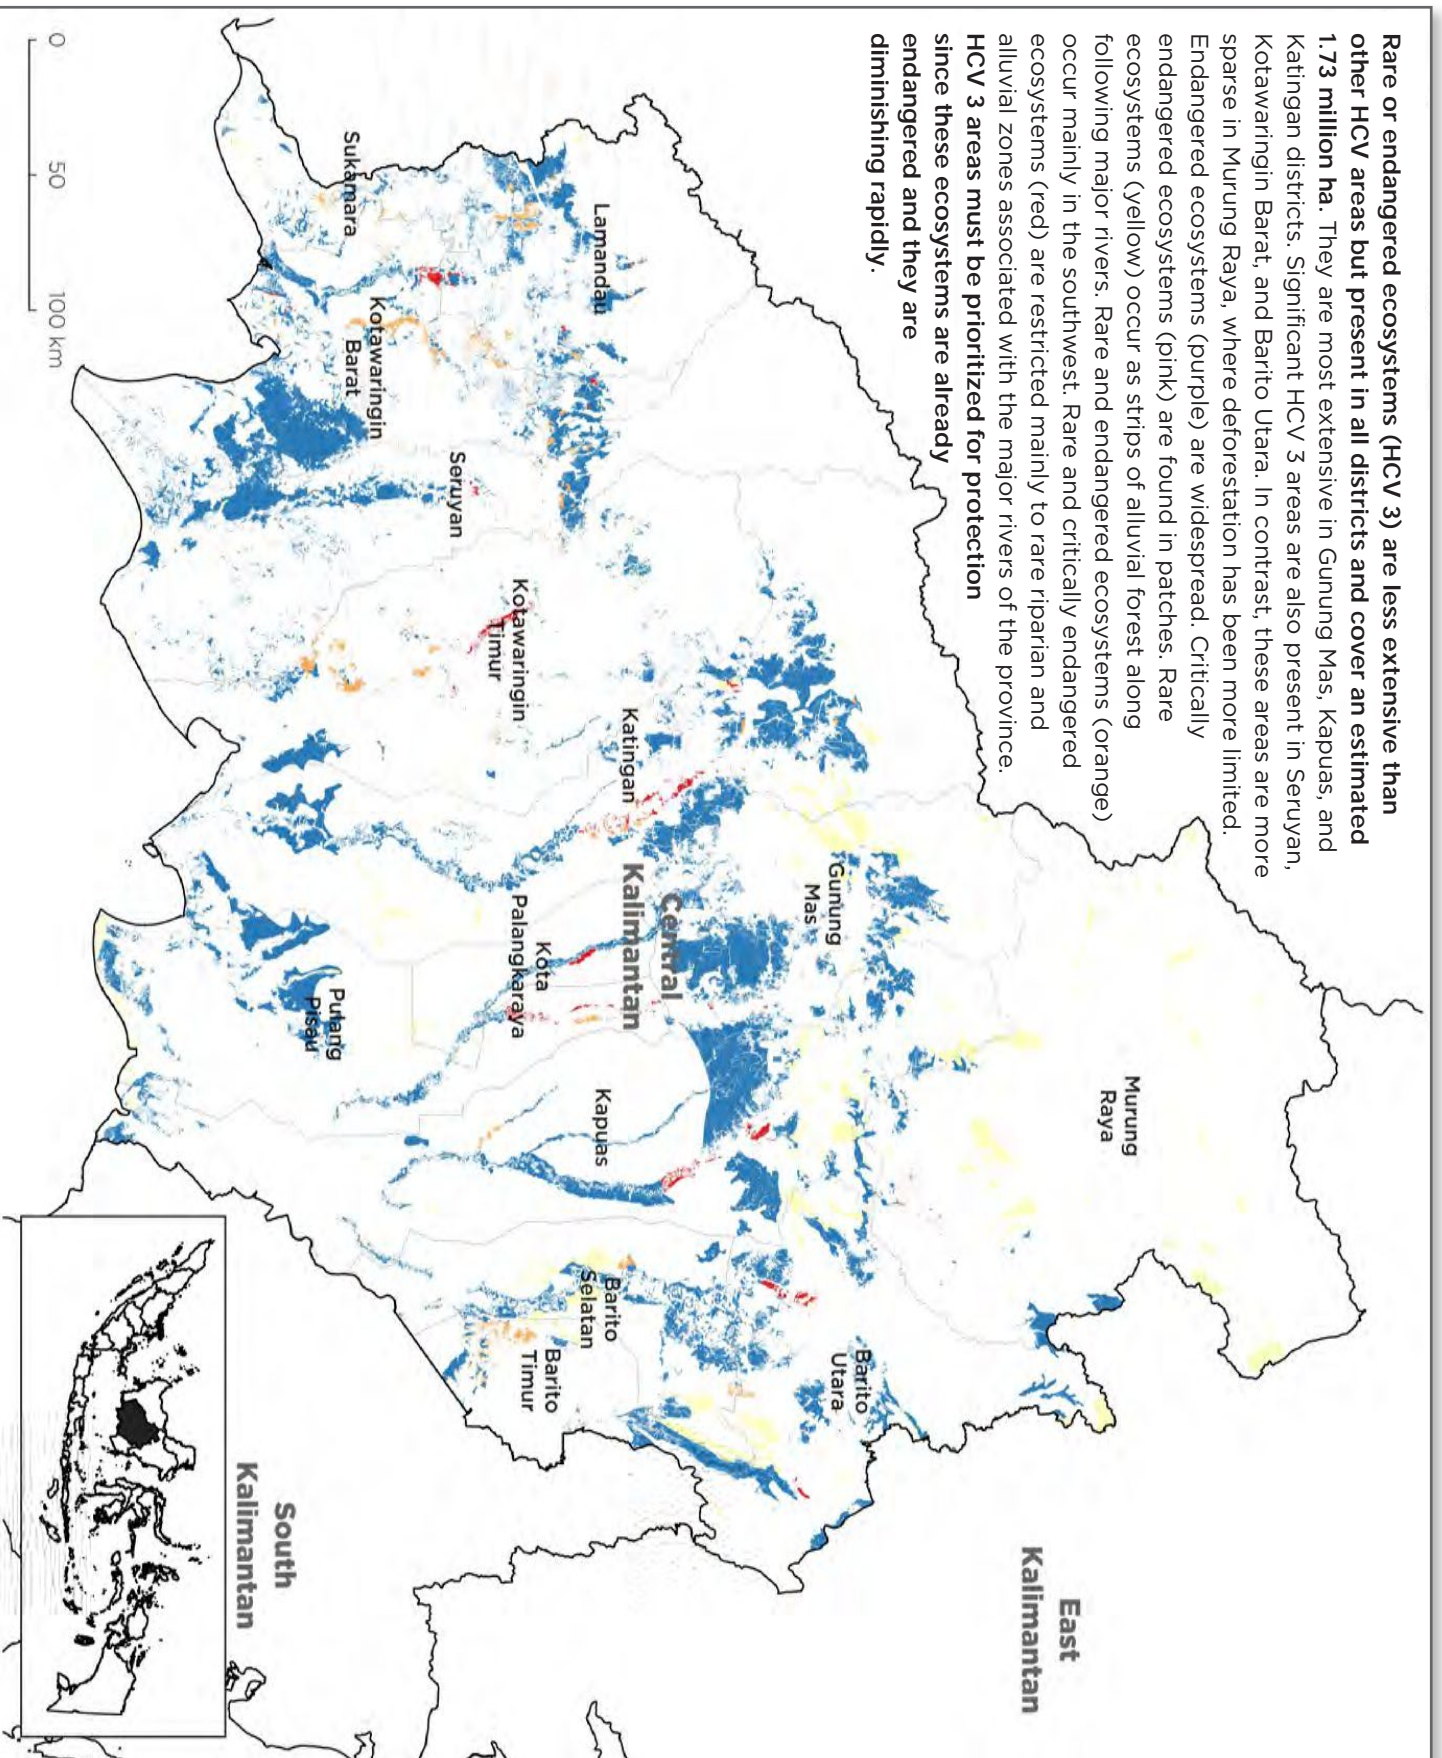 Rare or endangered ecosystems (HCV 3) are less extensive than
other HCV areas but present in all districts and cover an estimated
1.73 million ha. They are most extensive in Gunung Mas, Kapuas, and
Katingan districts. Significant HCV 3 areas are also present in Seruyan,
Kotawaringin Barat, and Barito Utara. In contrast, these areas are more
sparse in Murung Raya, where deforestation has been more limited.
Endangered ecosystems (purple) are widespread. Critically
endangered ecosystems (pink) are found in patches. Rare
ecosystems (yellow) occur as strips of alluvial forest along
following major rivers. Rare and endangered ecosystems (orange)
occur mainly in the southwest. Rare and critically endangered
ecosystems (red) are restricted mainly to rare riparian and
alluvial zones associated with the major rivers of the province.
HCV 3 areas must be prioritized for protection
since these ecosystems are already
endangered and they are
diminishing rapidly.
Murung
Raya
East
Kalimantan
Barito
Utara
Gunung
Mas
Central
Kalimantan
Lamandau
Katingan
Kapuas
Barito
Selatan
Barito
Timur
Kotawaringin
Timur
Kota
Palangkaraya
Seruyan
Kotawaringin
Barat
Sukamara
Pulang
Pisau
South
Kalimantan
0 50 100 km